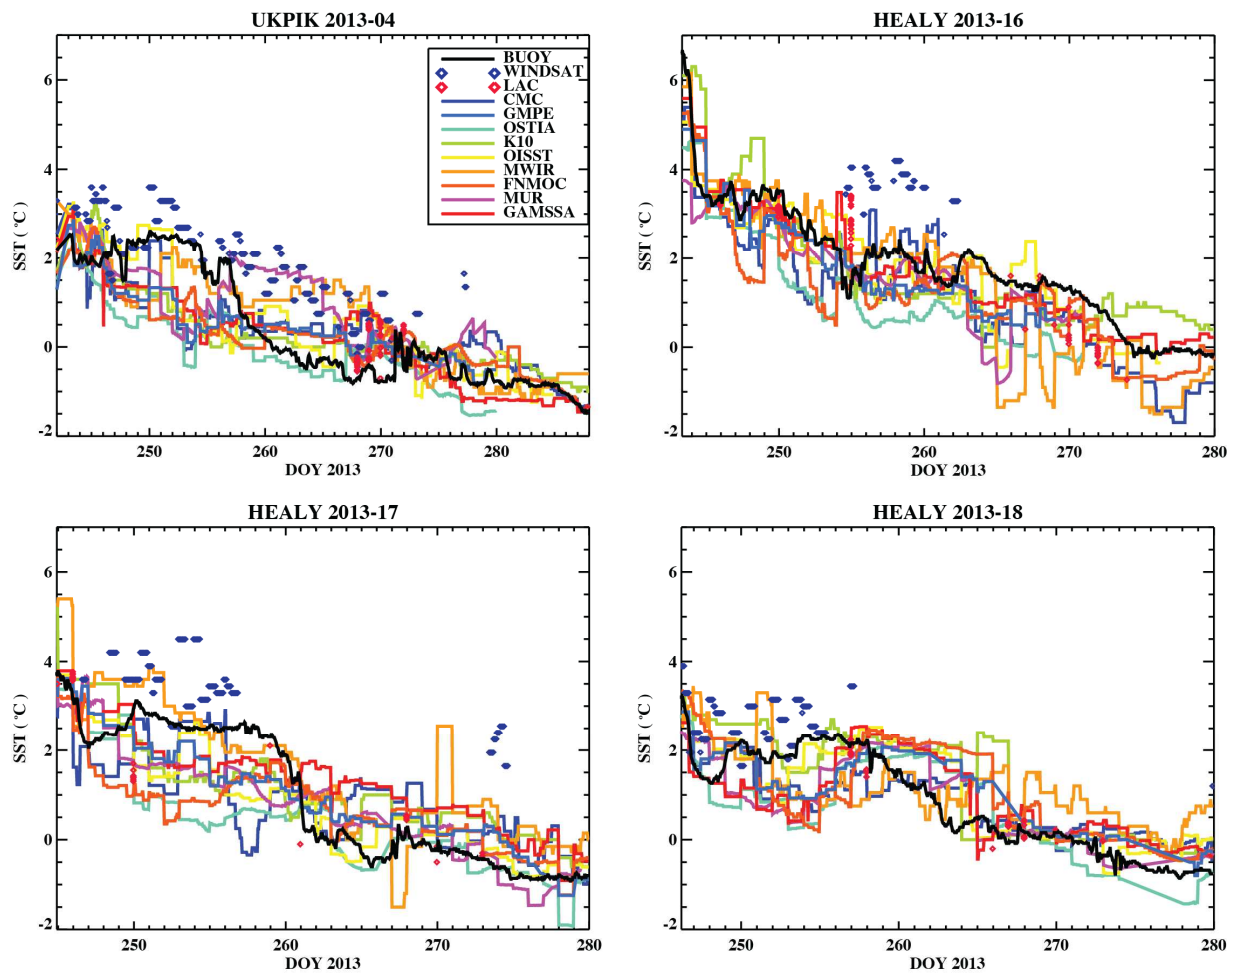 UKPIK 2013-04
6
4
2
0
-2
SST ( °C )
250
260
270
280
DOY 2013
BUOY
WINDSAT
LAC
CMC
GMPE
OSTIA
K10
OISST
MWIR
FNMOC
MUR
GAMSSA
HEALY 2013-16
6
4
2
0
-2
SST ( °C )
250
260
270
280
DOY 2013
HEALY 2013-17
6
4
2
0
-2
SST ( °C )
250
260
270
280
DOY 2013
HEALY 2013-18
6
4
2
0
-2
SST ( °C )
250
260
270
280
DOY 2013